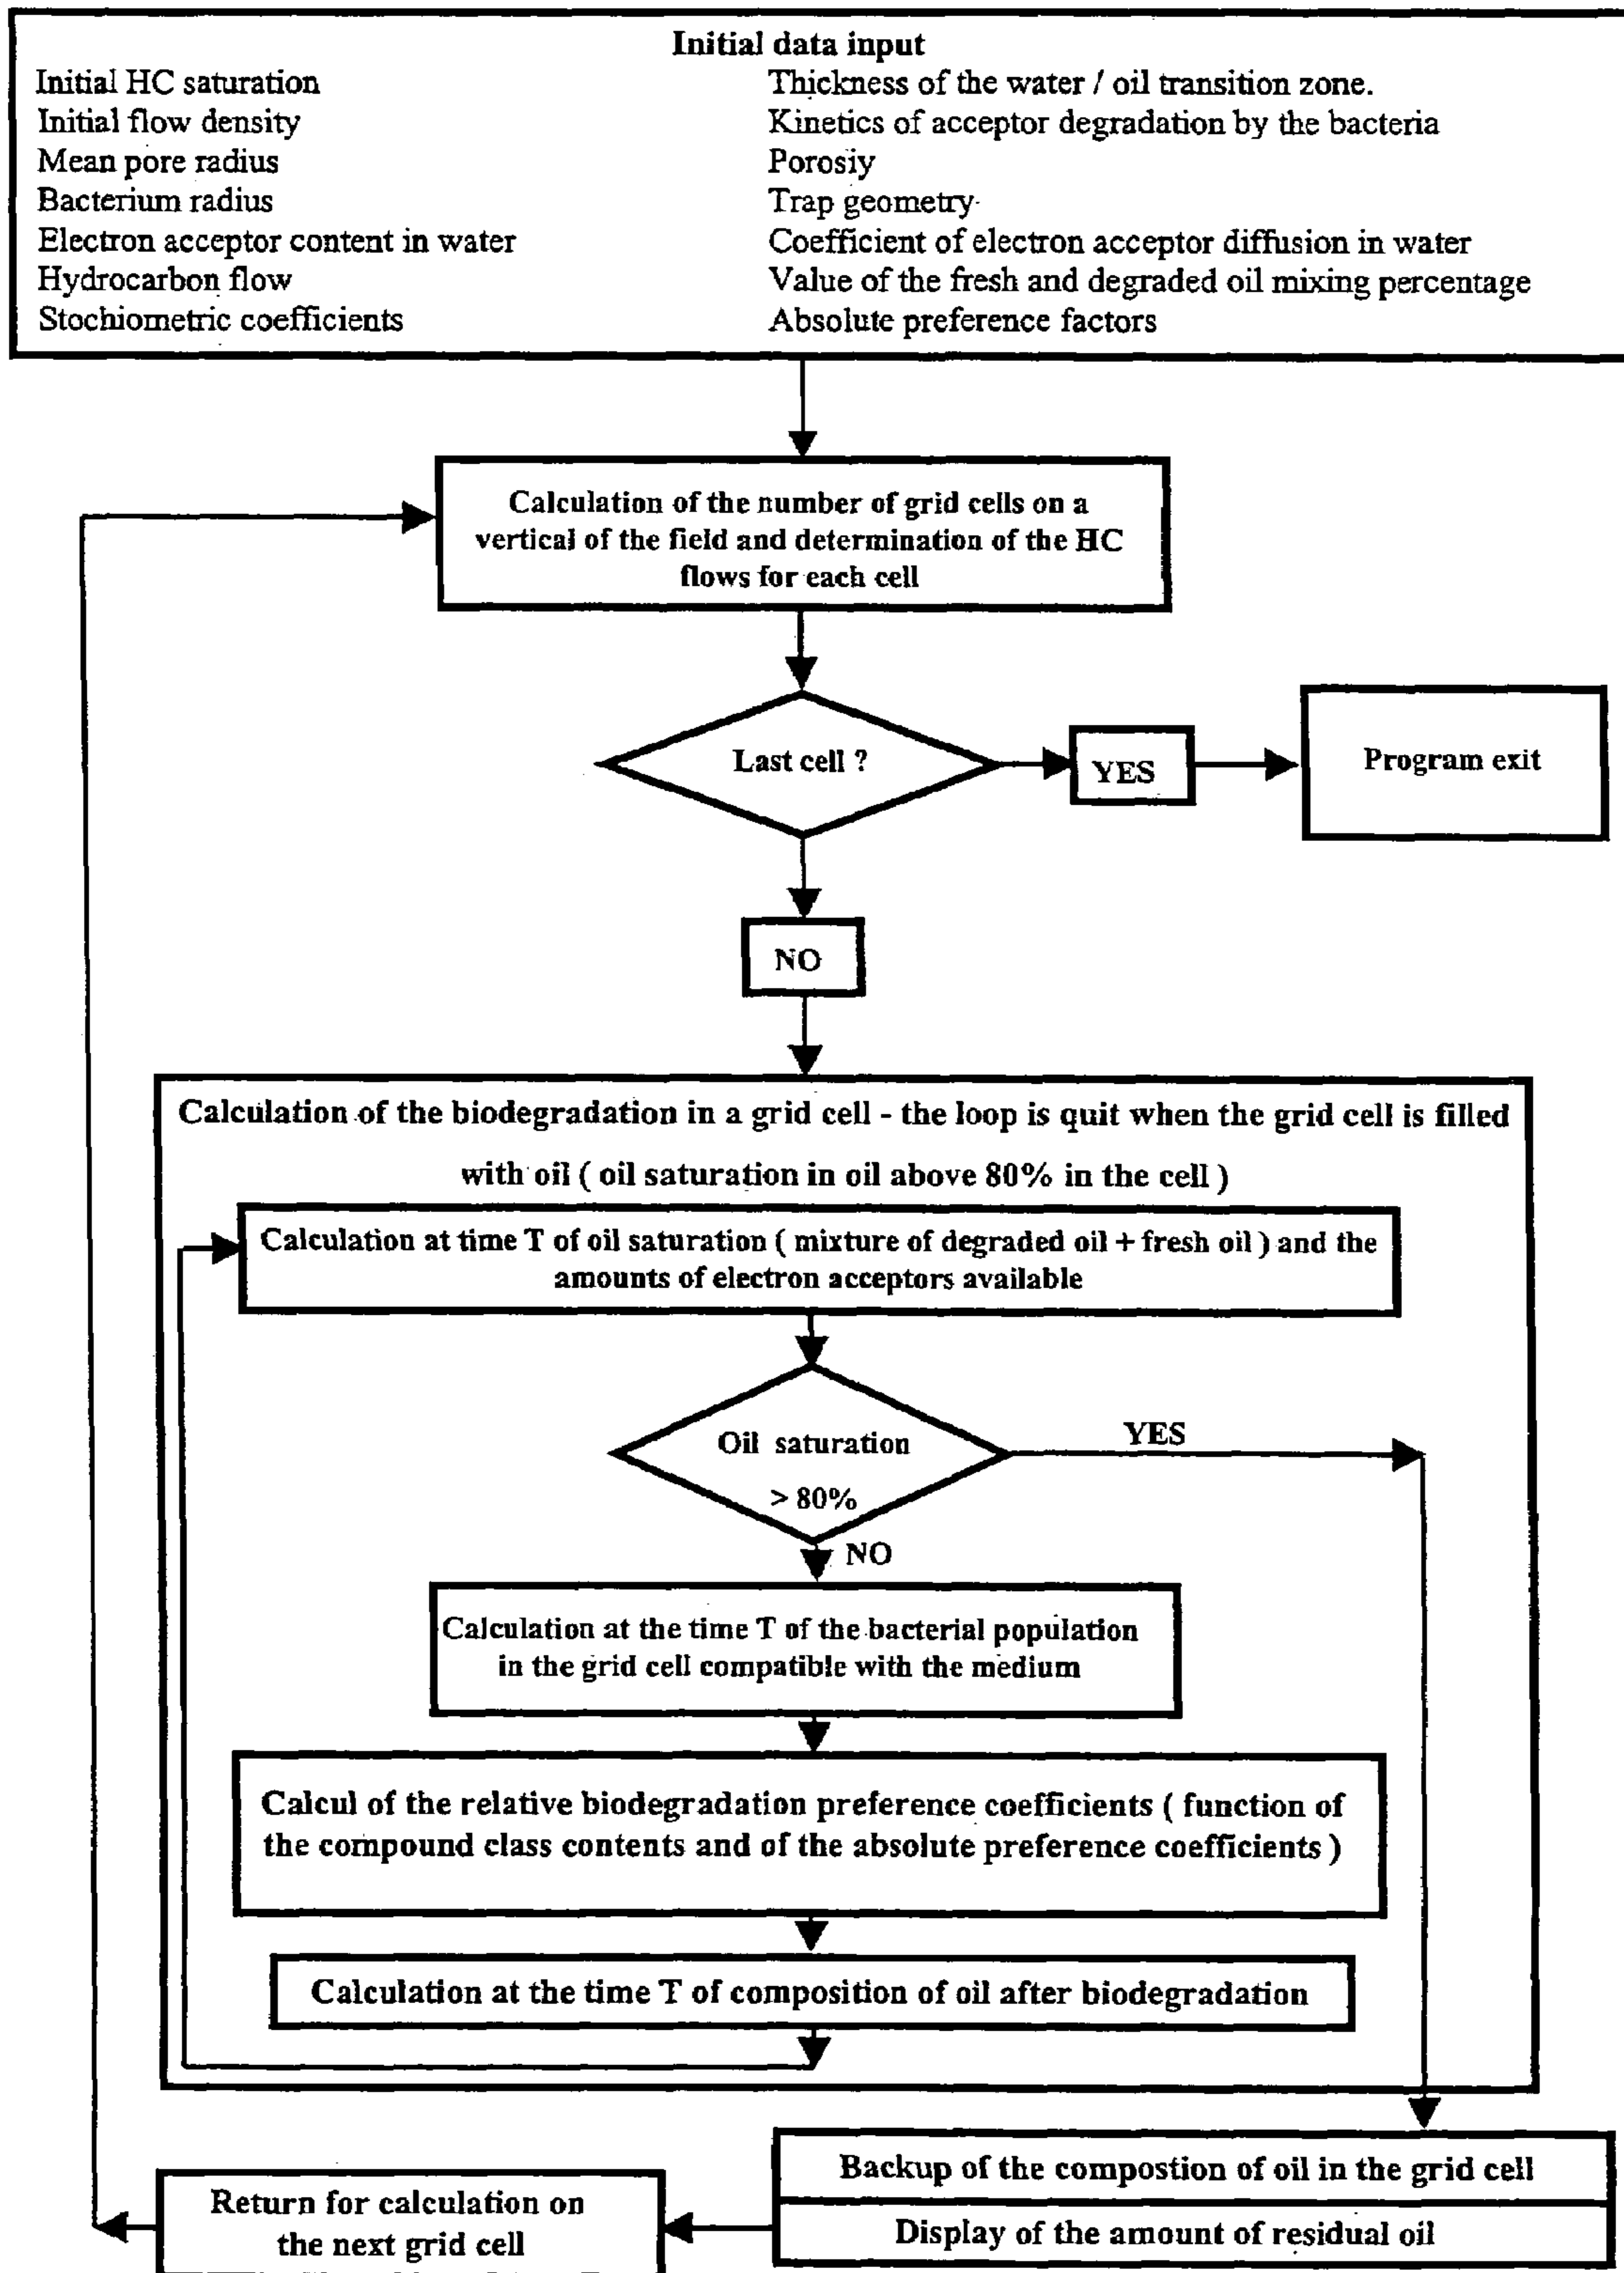 Initial data input
Initial HC saturation
Initial flow density
Mean pore radius
Bacterium radius
Electron acceptor content in water
Hydrocarbon flow
Stochiometric coefficients
Thickness of the water / oil transition zone.
Kinetics of acceptor degradation by the bacteria
Porosiy
Trap geometry
Coefficient of electron acceptor diffusion in water
Value of the fresh and degraded oil mixing percentage
Absolute preference factors
Calculation of the number of grid cells on a
vertical of the field and determination of the HC
flows for each cell
Last cell ?
YES
Program exit
NO
Calculation of the biodegradation in a grid cell - the loop is quit when the grid cell is filled
with oil ( oil saturation in oil above 80% in the cell )
Calculation at time T of oil saturation ( mixture of degraded oil + fresh oil ) and the
amounts of electron acceptors available
Oil saturation
> 80%
YES
NO
Calculation at the time T of the bacterial population
in the grid cell compatible with the medium
Calcul of the relative biodegradation preference coefficients ( function of
the compound class contents and of the absolute preference coefficients )
Calculation at the time T of composition of oil after biodegradation
Backup of the compostion of oil in the grid cell
Display of the amount of residual oil
Return for calculation on
the next grid cell